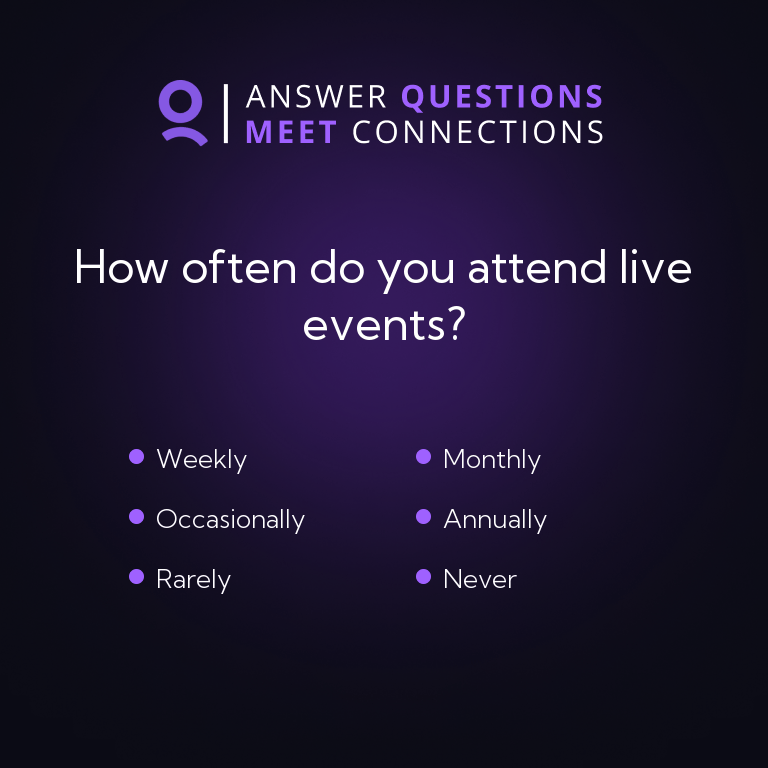 ANSWER QUESTIONS
MEET CONNECTIONS
How often do you attend live
events?
Weekly
Monthly
Occasionally
Annually
Rarely
Never